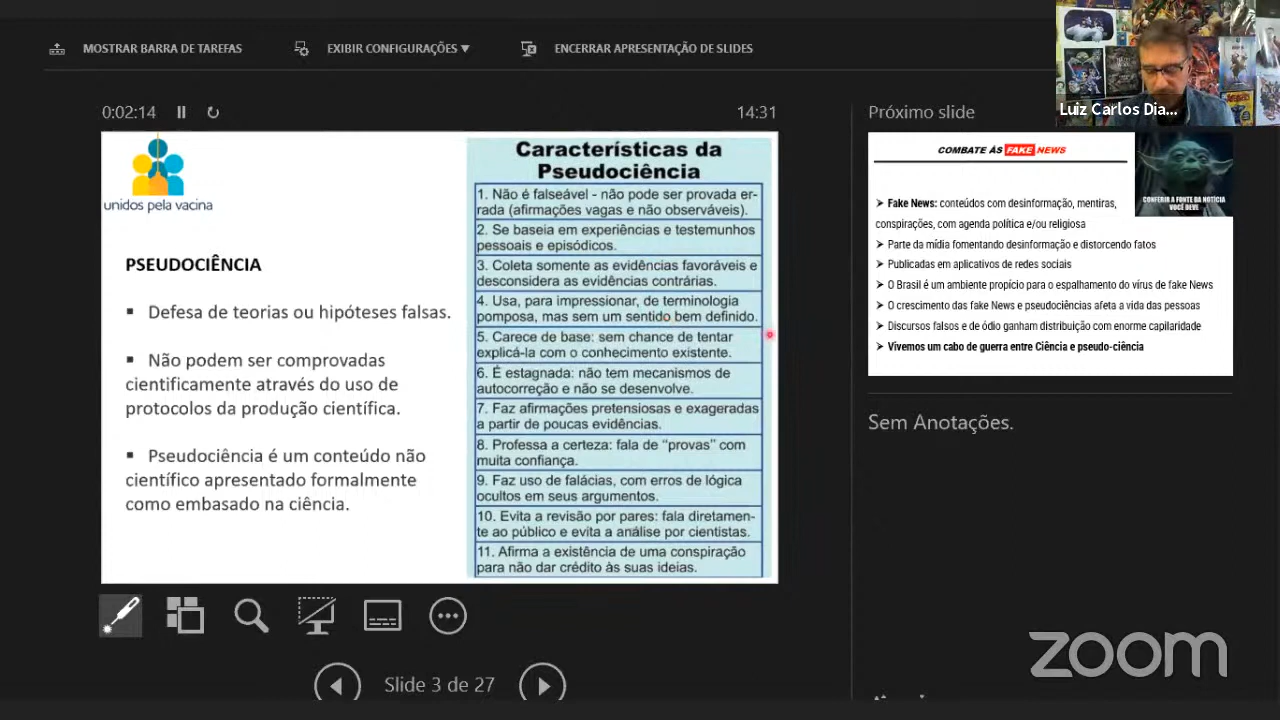 MOSTRAR BARRA DE TAREFAS
EXIBIR CONFIGURAÇÕES ▼
ENCERRAR APRESENTAÇÃO DE SLIDES
Luiz Carlos Dia...
0:02:14
14:31
unidos pela vacina
PSEUDOCIÊNCIA
▪ Defesa de teorias ou hipóteses falsas.
▪ Não podem ser comprovadas
cientificamente através do uso de
protocolos da produção científica.
▪ Pseudociência é um conteúdo não
científico apresentado formalmente
como embasado na ciência.
Características da
Pseudociência
1. Não é falseável - não pode ser provada er-
rada (afirmações vagas e não observáveis).
2. Se baseia em experiências e testemunhos
pessoais e episódicos.
3. Coleta somente as evidências favoráveis e
desconsidera as evidências contrárias.
4. Usa, para impressionar, de terminologia
pomposa, mas sem um sentido bem definido.
5. Carece de base: sem chance de tentar
explicá-la com o conhecimento existente.
6. É estagnada: não tem mecanismos de
autocorreção e não se desenvolve.
7. Faz afirmações pretensiosas e exageradas
a partir de poucas evidências.
8. Professa a certeza: fala de “provas” com
muita confiança.
9. Faz uso de falácias, com erros de lógica
ocultos em seus argumentos.
10. Evita a revisão por pares: fala diretamen-
te ao público e evita a análise por cientistas.
11. Afirma a existência de uma conspiração
para não dar crédito às suas ideias.
Slide 3 de 27
Próximo slide
COMBATE ÀS FAKE NEWS
CONFERIR A FONTE DA NOTÍCIA
VOCÊ DEVE
➤ Fake News: conteúdos com desinformação, mentiras,
conspirações, com agenda política e/ou religiosa
➤ Parte da mídia fomentando desinformação e distorcendo fatos
➤ Publicadas em aplicativos de redes sociais
➤ O Brasil é um ambiente propício para o espalhamento do vírus de fake News
➤ O crescimento das fake News e pseudociências afeta a vida das pessoas
➤ Discursos falsos e de ódio ganham distribuição com enorme capilaridade
➤ Vivemos um cabo de guerra entre Ciência e pseudo-ciência
Sem Anotações.
zoom